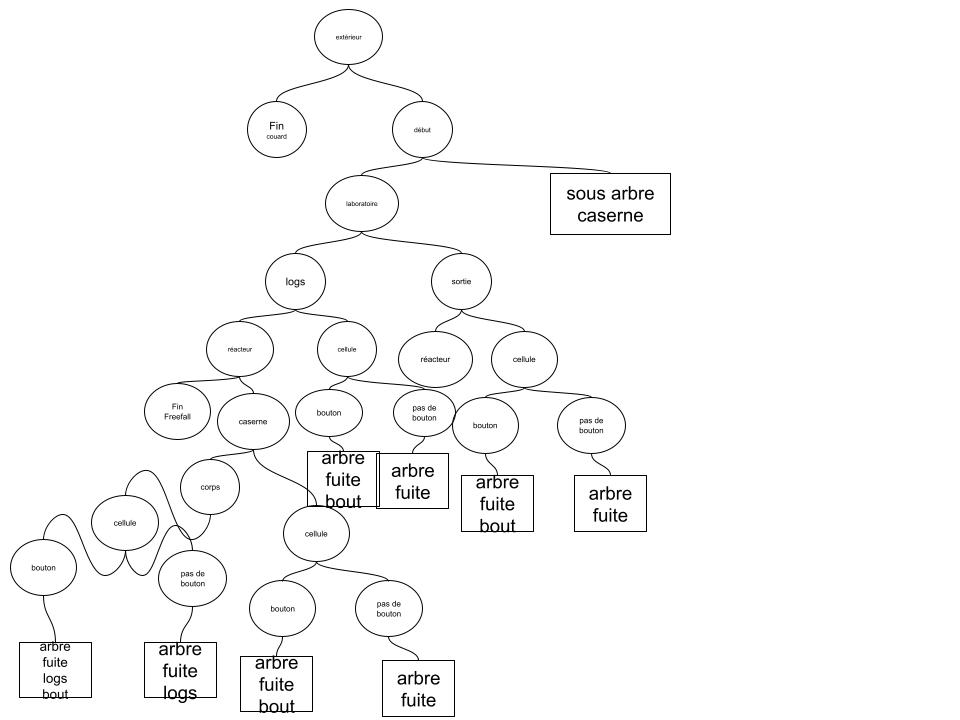 extérieur
Fin
couard
début
laboratoire
sous arbre
caserne
logs
sortie
réacteur
cellule
réacteur
cellule
Fin
Freefall
caserne
bouton
pas de
bouton
bouton
pas de
bouton
arbre
fuite
bout
arbre
fuite
arbre
fuite
bout
arbre
fuite
corps
cellule
cellule
bouton
pas de
bouton
bouton
pas de
bouton
arbre
fuite
logs
bout
arbre
fuite
logs
arbre
fuite
bout
arbre
fuite